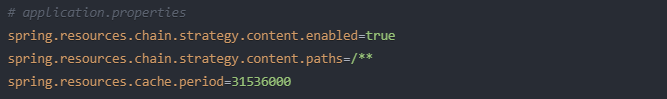 # application.properties
spring.resources.chain.strategy.content.enabled=true
spring.resources.chain.strategy.content.paths=/**
spring.resources.cache.period=31536000